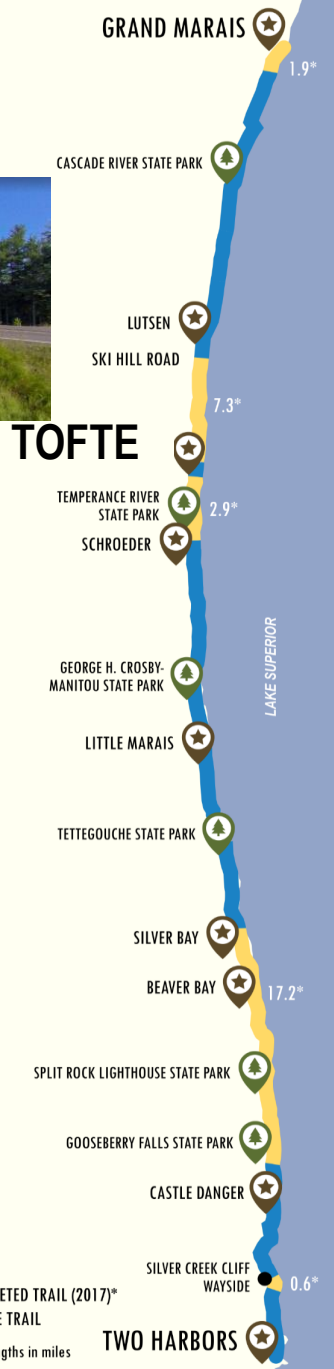 GRAND MARAIS
1.9*
CASCADE RIVER STATE PARK
LUTSEN
SKI HILL ROAD
7.3*
TOFTE
TEMPERANCE RIVER
STATE PARK
2.9*
SCHROEDER
LAKE SUPERIOR
GEORGE H. CROSBY-
MANITOU STATE PARK
LITTLE MARAIS
TETTEGOUCHE STATE PARK
SILVER BAY
BEAVER BAY
17.2*
SPLIT ROCK LIGHTHOUSE STATE PARK
GOOSEBERRY FALLS STATE PARK
CASTLE DANGER
SILVER CREEK CLIFF
WAYSIDE
0.6*
ETED TRAIL (2017)*
E TRAIL
gths in miles
TWO HARBORS